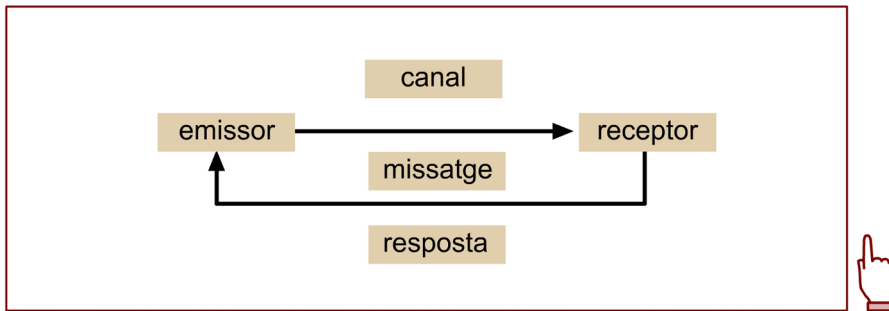 canal
emissor
receptor
missatge
resposta